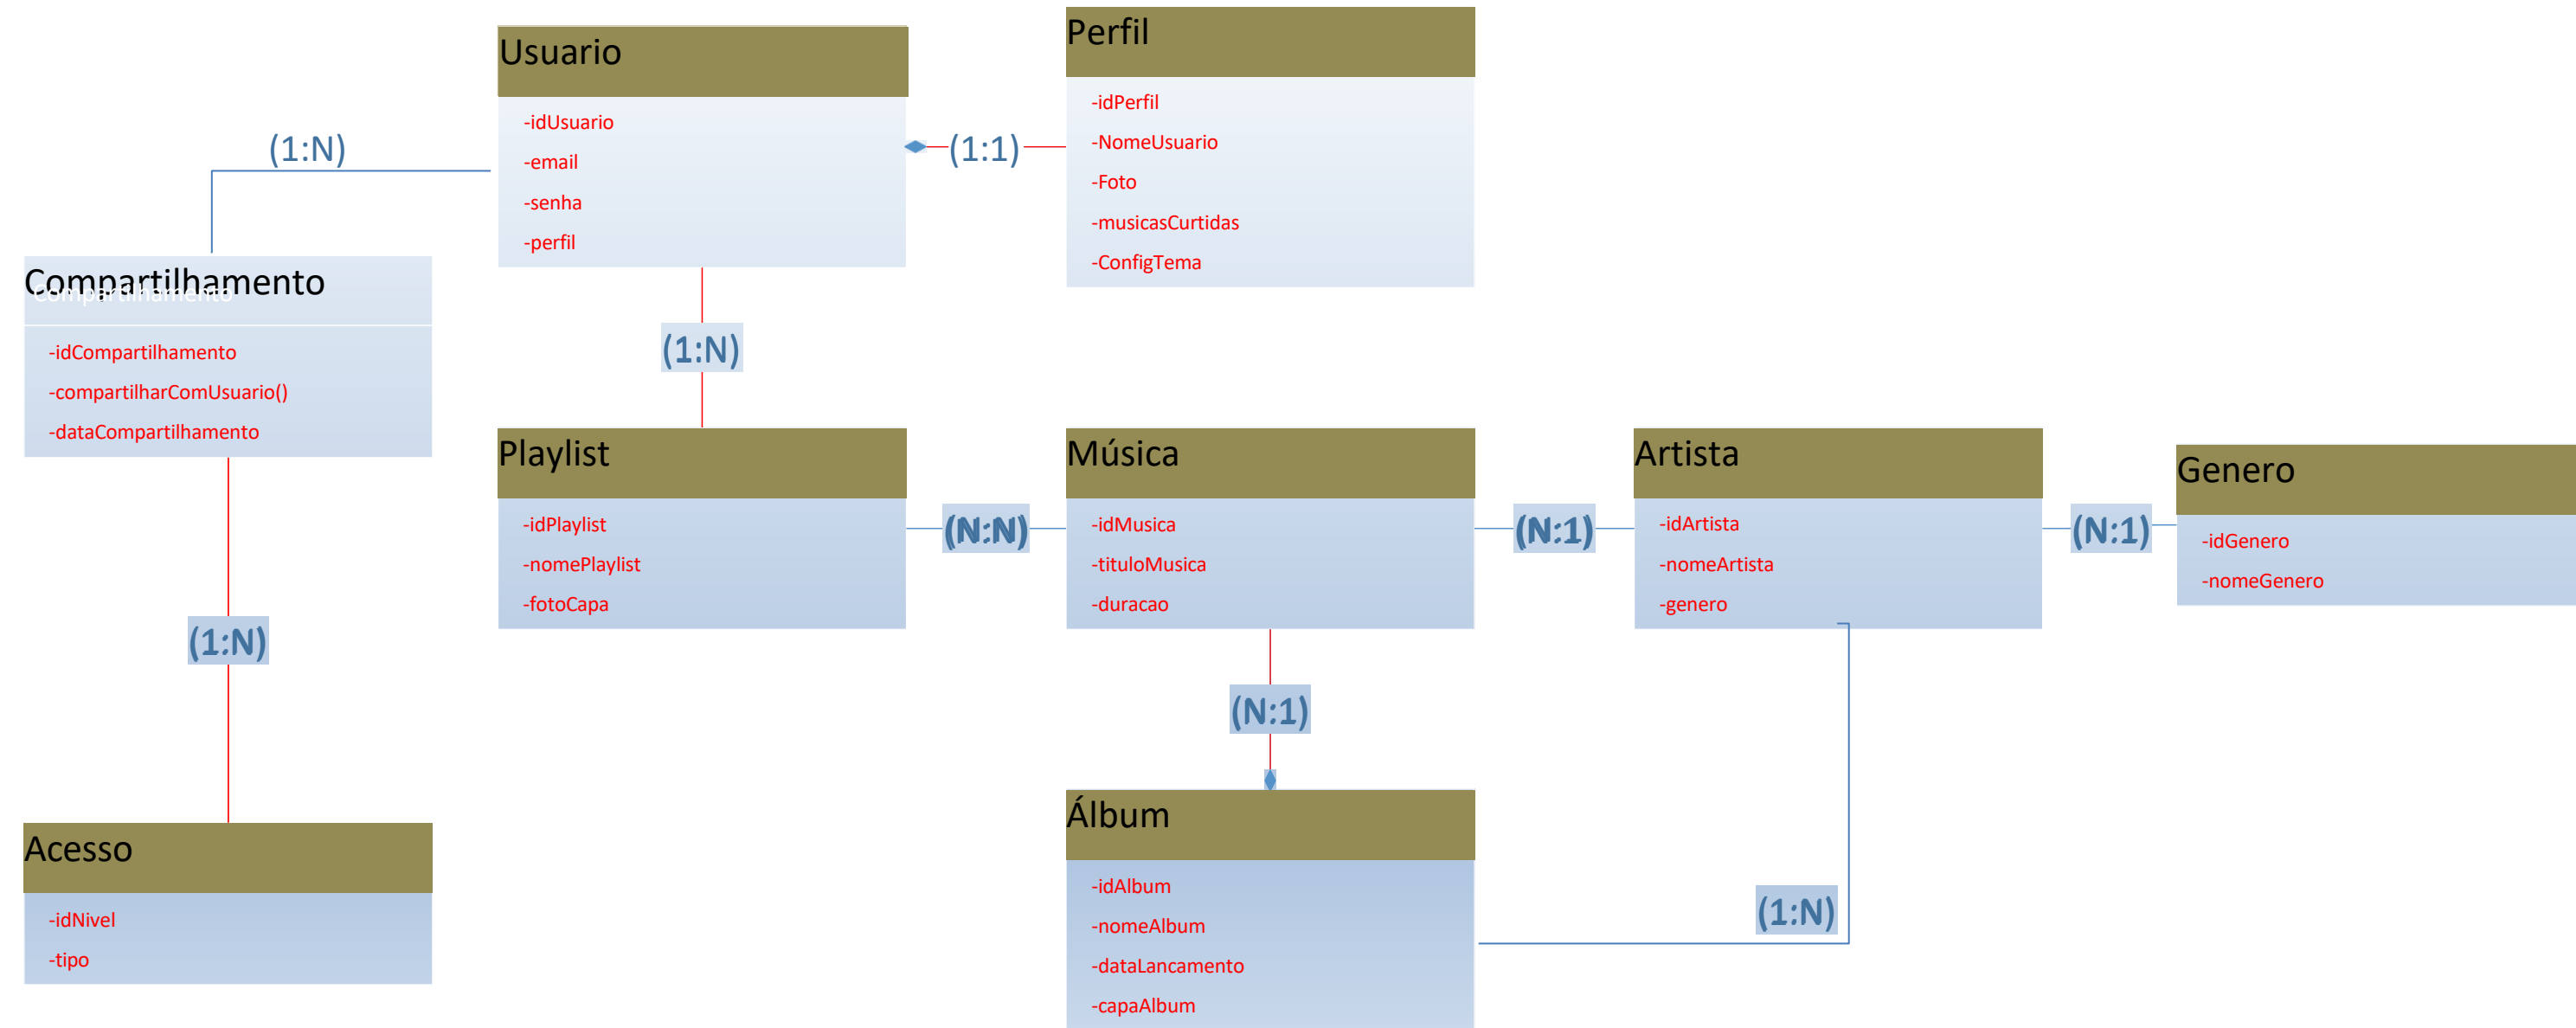 Usuario
-idUsuario
-email
-senha
-perfil
(1:1)
Perfil
-idPerfil
-NomeUsuario
-Foto
-musicasCurtidas
-ConfigTema
(1:N)
Compartilhamento
Compartilhamento
-idCompartilhamento
-compartilharComUsuario()
-dataCompartilhamento
(1:N)
Playlist
-idPlaylist
-nomePlaylist
-fotoCapa
(N:N)
Música
-idMusica
-tituloMusica
-duracao
(N:1)
Artista
-idArtista
-nomeArtista
-genero
(N:1)
Genero
-idGenero
-nomeGenero
(1:N)
(N:1)
Acesso
-idNivel
-tipo
Álbum
-idAlbum
-nomeAlbum
-dataLancamento
-capaAlbum
(1:N)